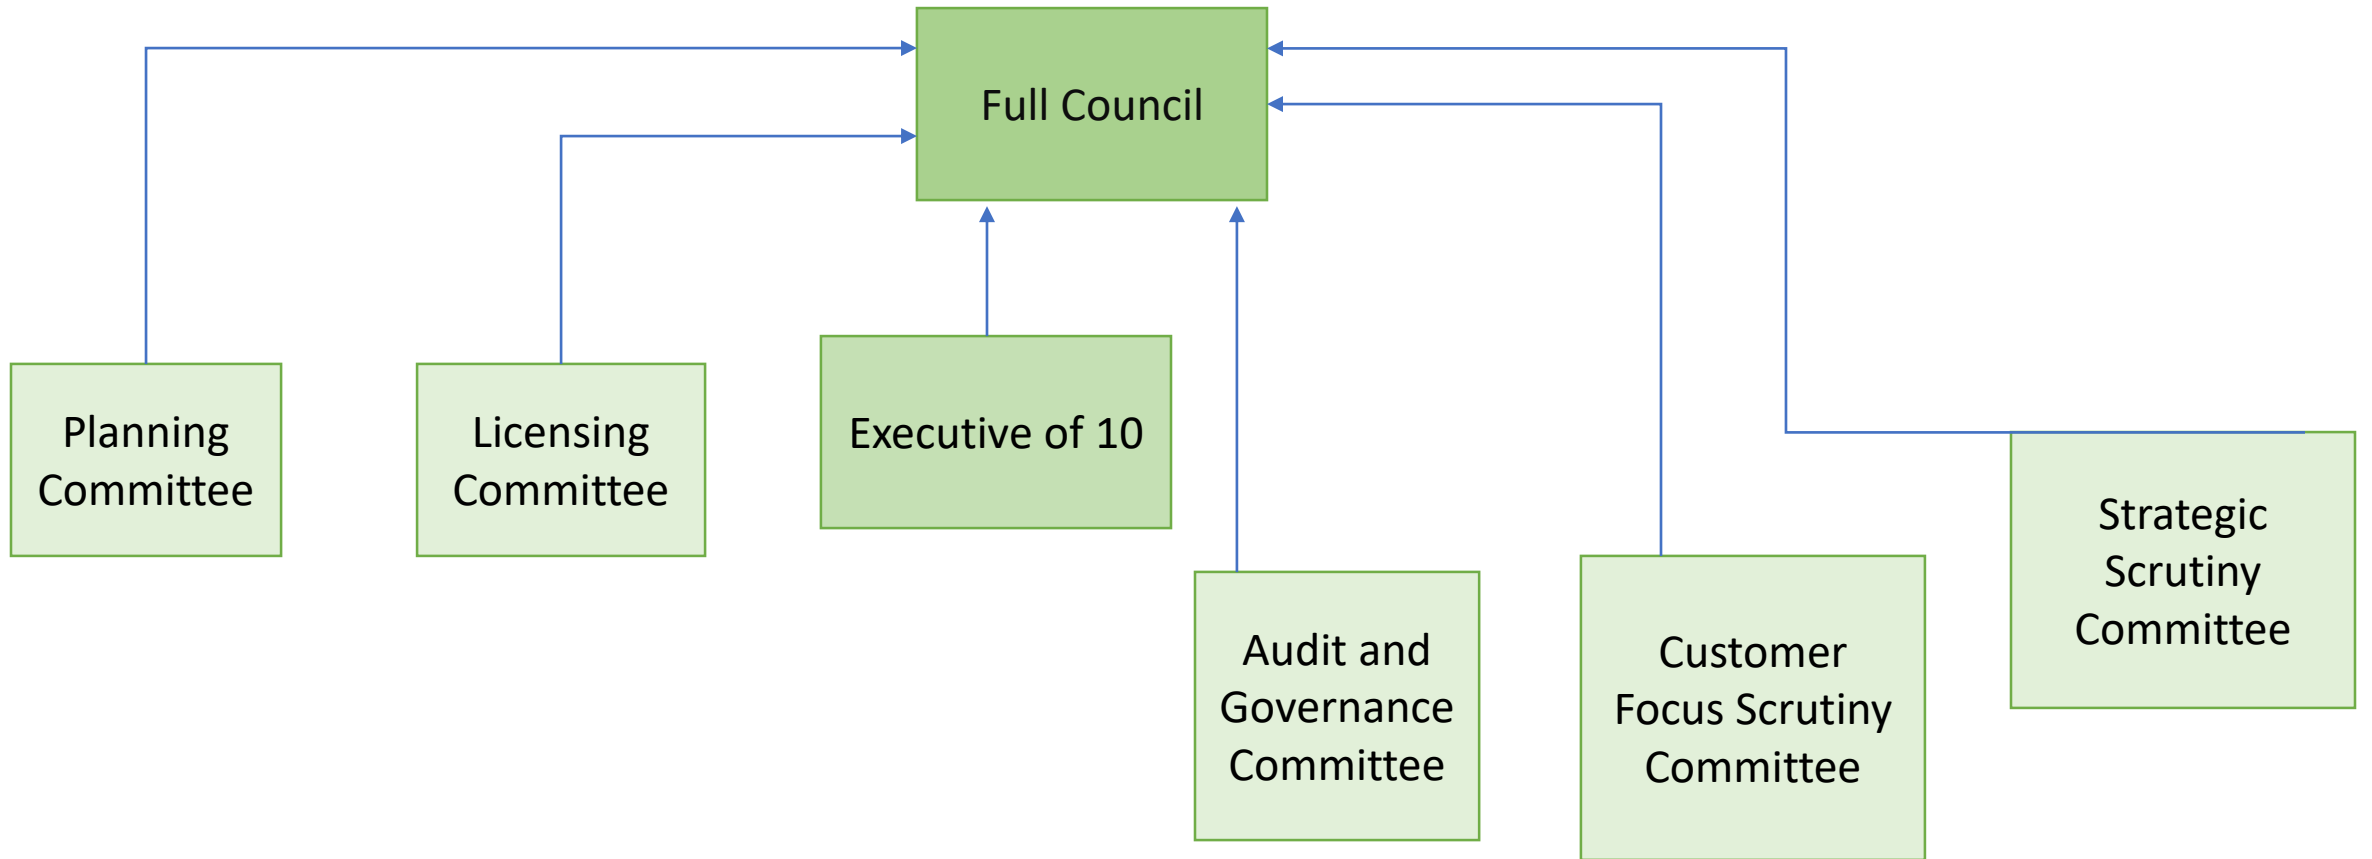 Full Council
Planning
Committee
Licensing
Committee
Executive of 10
Audit and
Governance
Committee
Customer
Focus Scrutiny
Committee
Strategic
Scrutiny
Committee